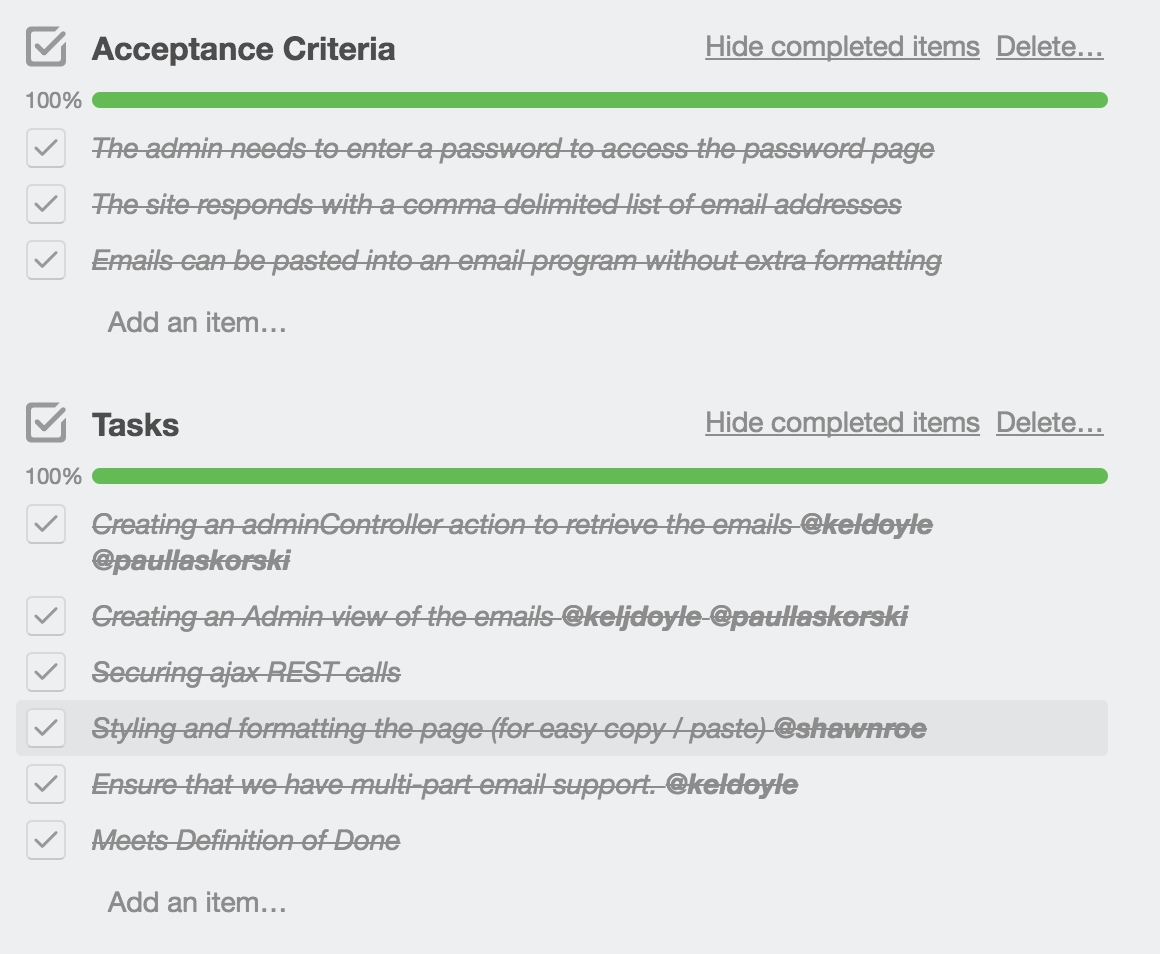 Acceptance Criteria Hide completed items Delete…
100%
The admin needs to enter a password to access the password page
The site responds with a comma delimited list of email addresses
Emails can be pasted into an email program without extra formatting
Add an item…
Tasks Hide completed items Delete…
100%
Creating an adminController action to retrieve the emails @keldoyle
@paullaskorski
Creating an Admin view of the emails @keljdoyle @paullaskorski
Securing ajax REST calls
Styling and formatting the page (for easy copy / paste) @shawnroe
Ensure that we have multi-part email support. @keldoyle
Meets Definition of Done
Add an item…